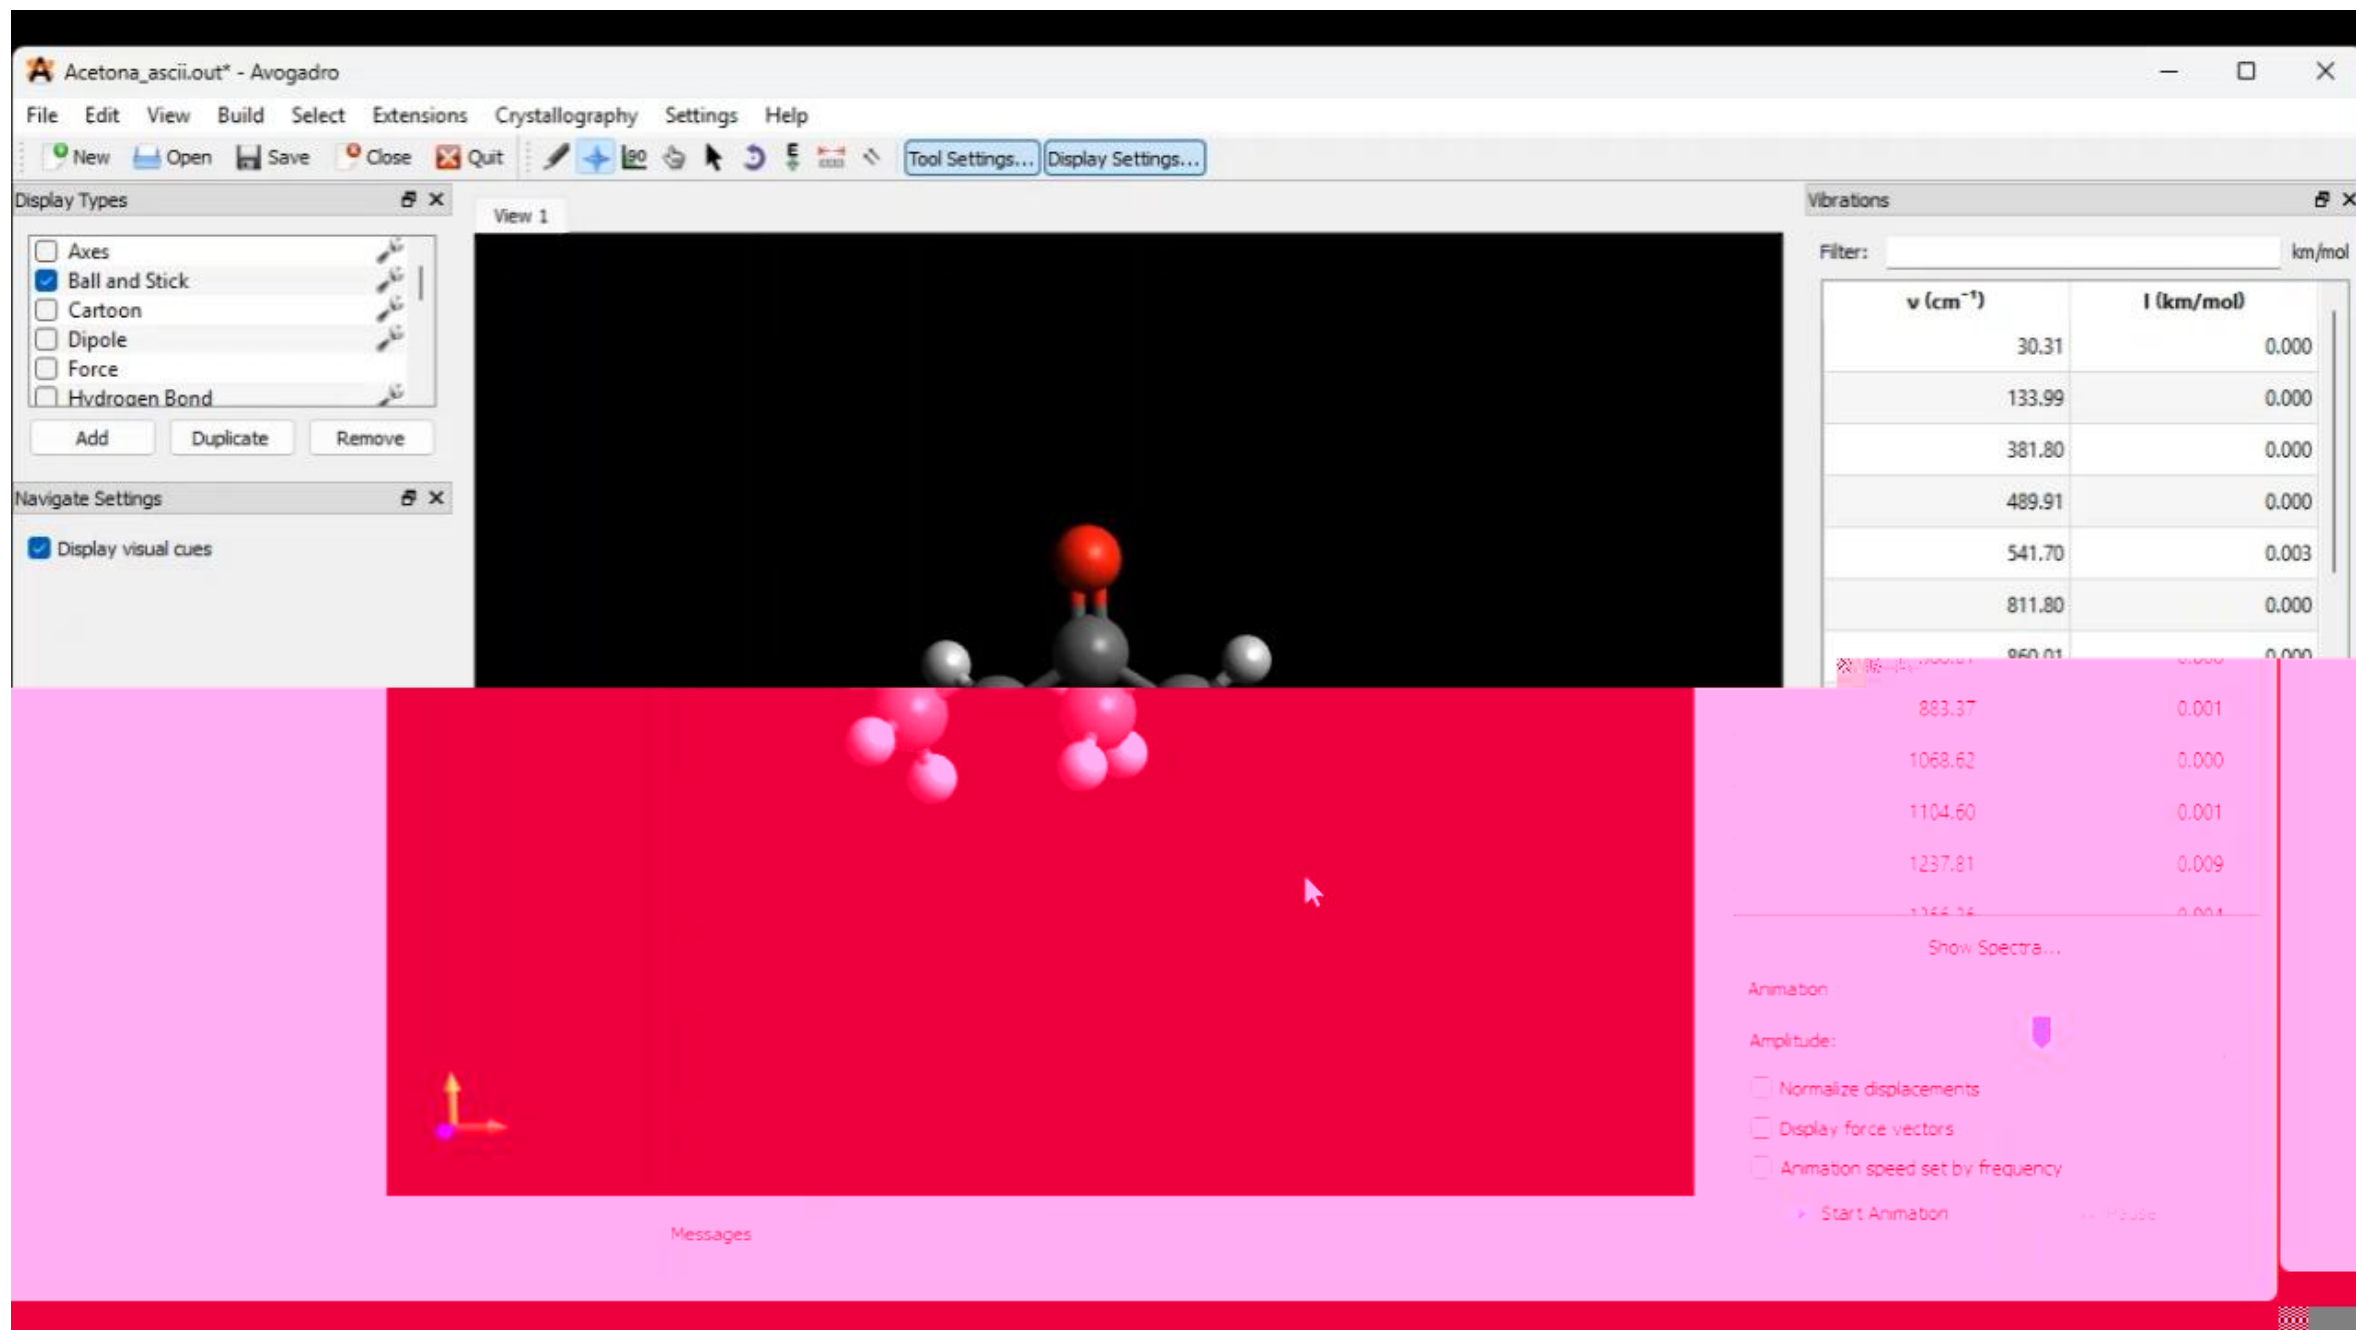 Acetona_ascii.out* - Avogadro
File Edit View Build Select Extensions Crystallography Settings Help
New Open Save Close Quit Tool Settings... Display Settings...
Display Types
Axes
Ball and Stick
Cartoon
Dipole
Force
Hydrogen Bond
Add Duplicate Remove
Navigate Settings
Display visual cues
View 1
Vibrations
Filter: km/mol
ν (cm⁻¹) I (km/mol)
30.31 0.000
133.99 0.000
381.80 0.000
489.91 0.000
541.70 0.003
811.80 0.000
0.000
883.37 0.001
1068.62 0.000
1104.60 0.001
1237.81 0.009
0.004
Show Spectra...
Animation
Amplitude:
Normalize displacements
Display force vectors
Animation speed set by frequency
Start Animation Pause
Messages